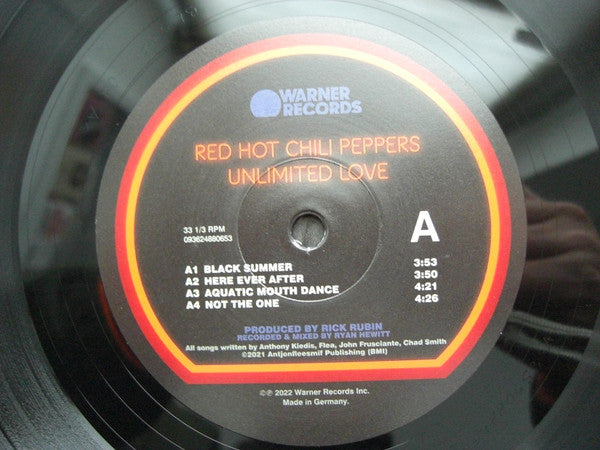 WARNER
RECORDS
RED HOT CHILI PEPPERS
UNLIMITED LOVE
33 1/3 RPM
093624880653
A
A1 BLACK SUMMER 3:53
A2 HERE EVER AFTER 3:50
A3 AQUATIC MOUTH DANCE 4:21
A4 NOT THE ONE 4:26
PRODUCED BY RICK RUBIN
RECORDED & MIXED BY RYAN HEWITT
All songs written by Anthony Kiedis, Flea, John Frusciante, Chad Smith
©2021 Antjonfleesmif Publishing (BMI)
©℗ 2022 Warner Records Inc.
Made in Germany.